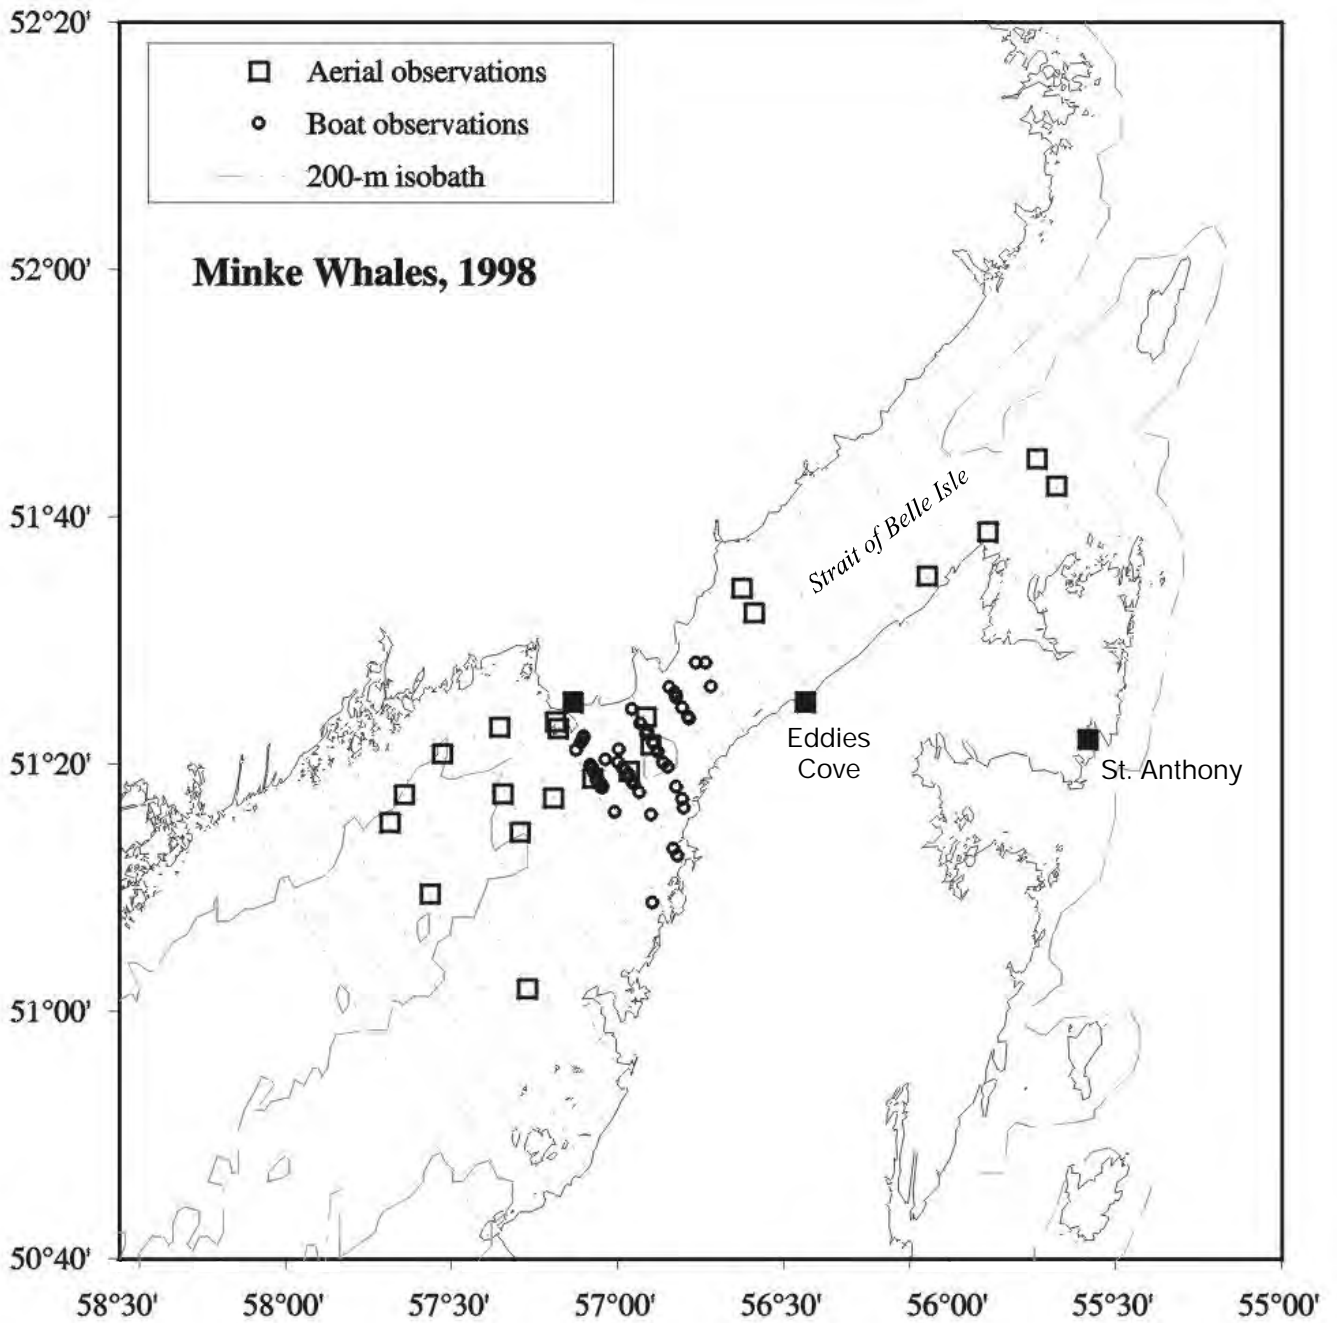 52°20'
Aerial observations
Boat observations
200-m isobath
52°00'
Minke Whales, 1998
51°40'
Strait of Belle Isle
Eddies
Cove
51°20'
St. Anthony
51°00'
50°40'
58°30' 58°00' 57°30' 57°00' 56°30' 56°00' 55°30' 55°00'